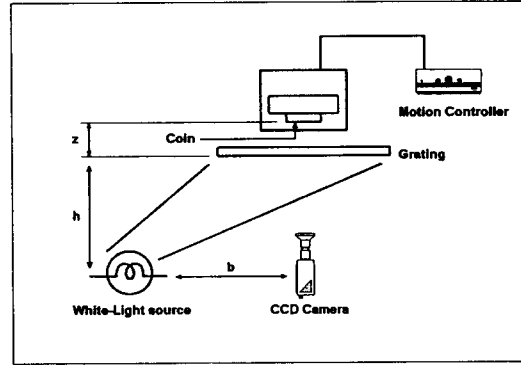 Motion Controller
z
Coin
Grating
h
b
White-Light source
CCD Camera